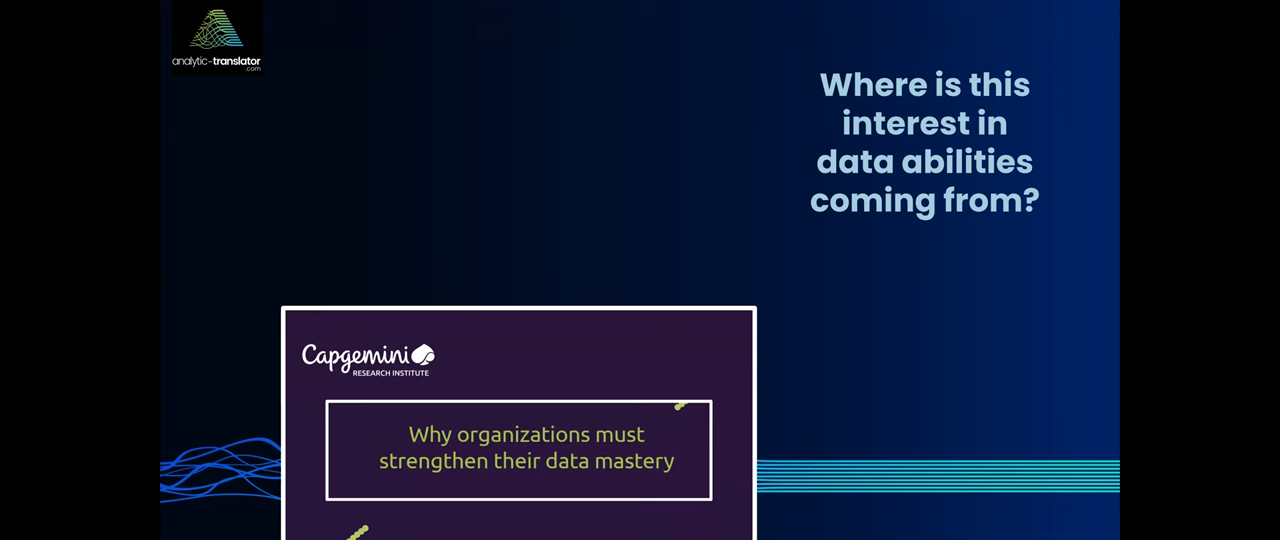 analytic-translator
.com
Where is this
interest in
data abilities
coming from?
Capgemini
RESEARCH INSTITUTE
Why organizations must
strengthen their data mastery